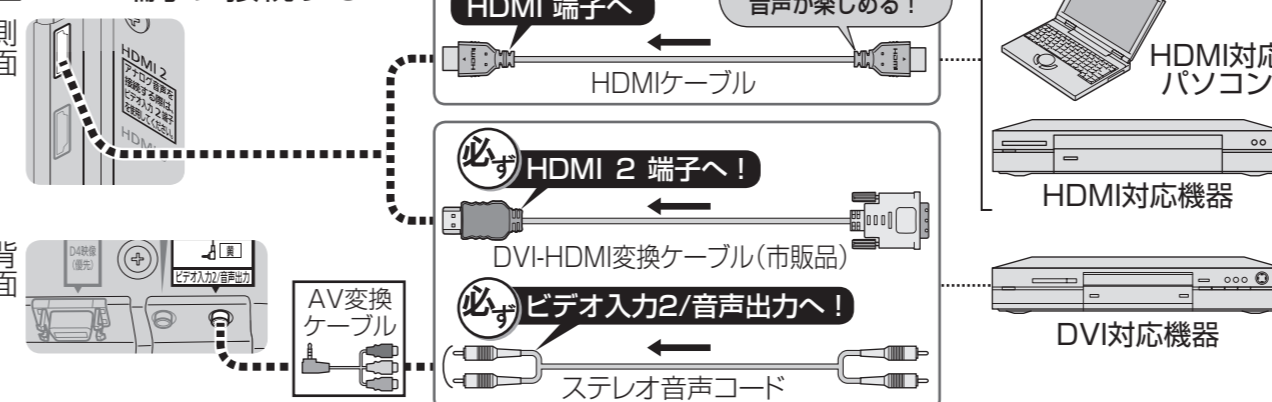 HDMI 端子へ
音声が楽しめる！
側面
HDMI 2
アナログ音声を
接続する際は、
ビデオ入力 2 端子
を使用してください。
HDMI
HDMIケーブル
HDMI対応
パソコン
必ず
HDMI 2 端子へ！
HDMI対応機器
DVI-HDMI変換ケーブル（市販品）
背面
D4映像
(優先)
黄
ビデオ入力2/音声出力
AV変換
ケーブル
必ず
ビデオ入力2/音声出力へ！
DVI対応機器
ステレオ音声コード